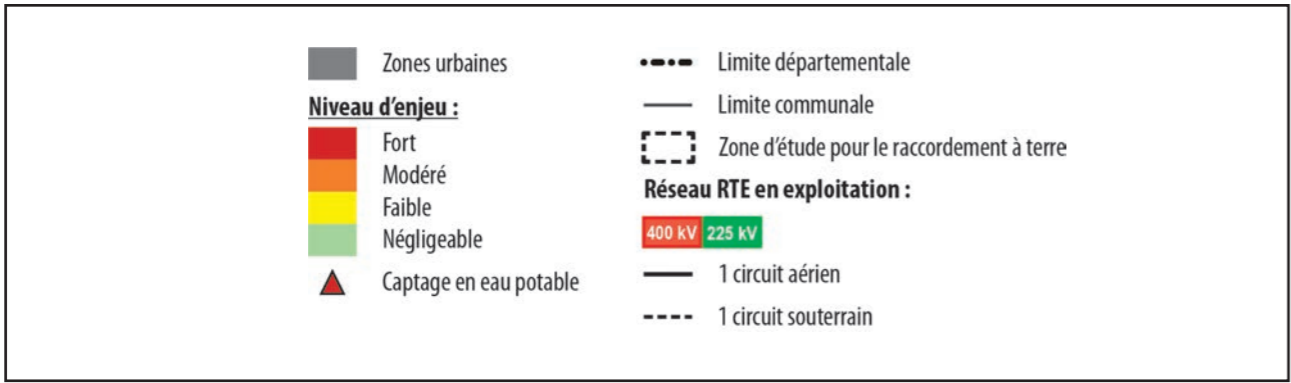 Zones urbaines
Niveau d'enjeu :
Fort
Modéré
Faible
Négligeable
Captage en eau potable
Limite départementale
Limite communale
Zone d'étude pour le raccordement à terre
Réseau RTE en exploitation :
400 kV 225 kV
1 circuit aérien
1 circuit souterrain